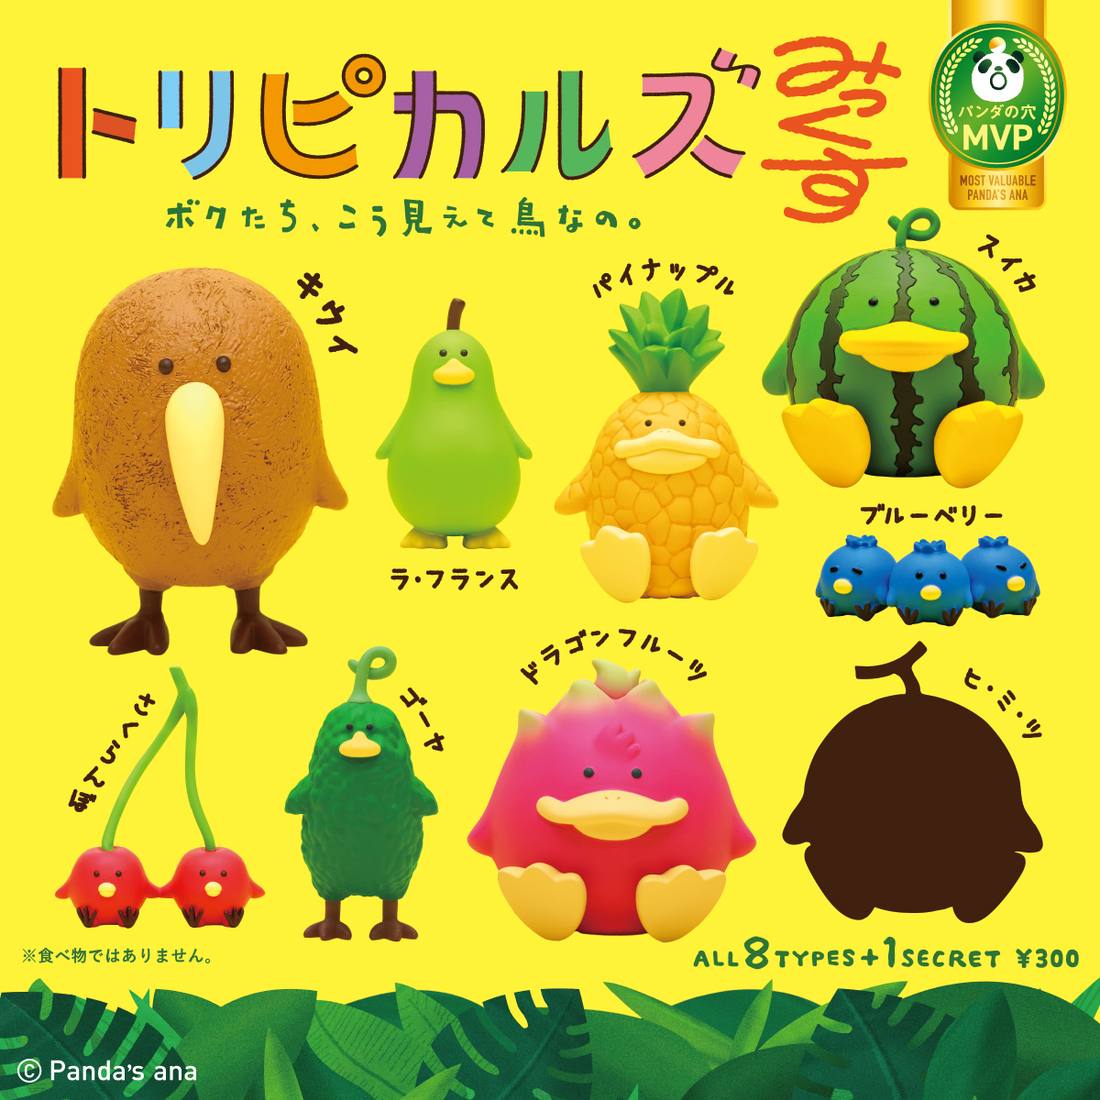 トリピカルズ
おっくす
ボクたち、こう見えて鳥なの。
パンダの穴
MVP
MOST VALUABLE
PANDA'S ANA
キウイ
ラ・フランス
パイナップル
スイカ
ブルーベリー
さくらんぼ
ゴーヤ
ドラゴンフルーツ
ヒ・ミ・ツ
※食べ物ではありません。
ALL 8 TYPES + 1 SECRET ¥300
© Panda's ana